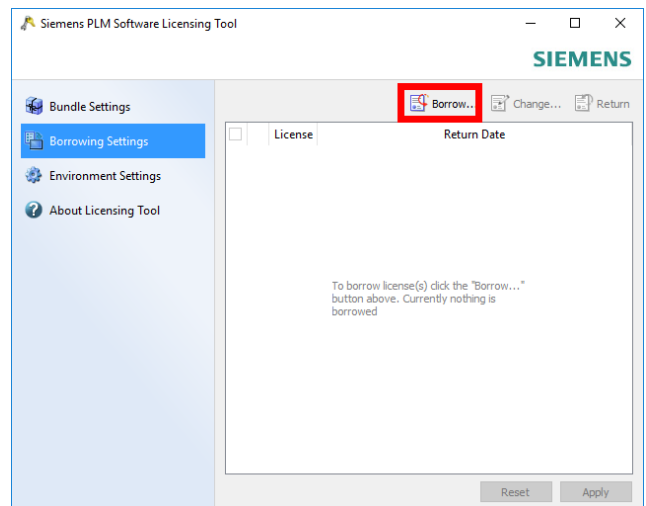 Siemens PLM Software Licensing Tool
SIEMENS
Bundle Settings
Borrowing Settings
Environment Settings
About Licensing Tool
Borrow... Change... Return
License Return Date
To borrow license(s) click the "Borrow..."
button above. Currently nothing is
borrowed
Reset Apply